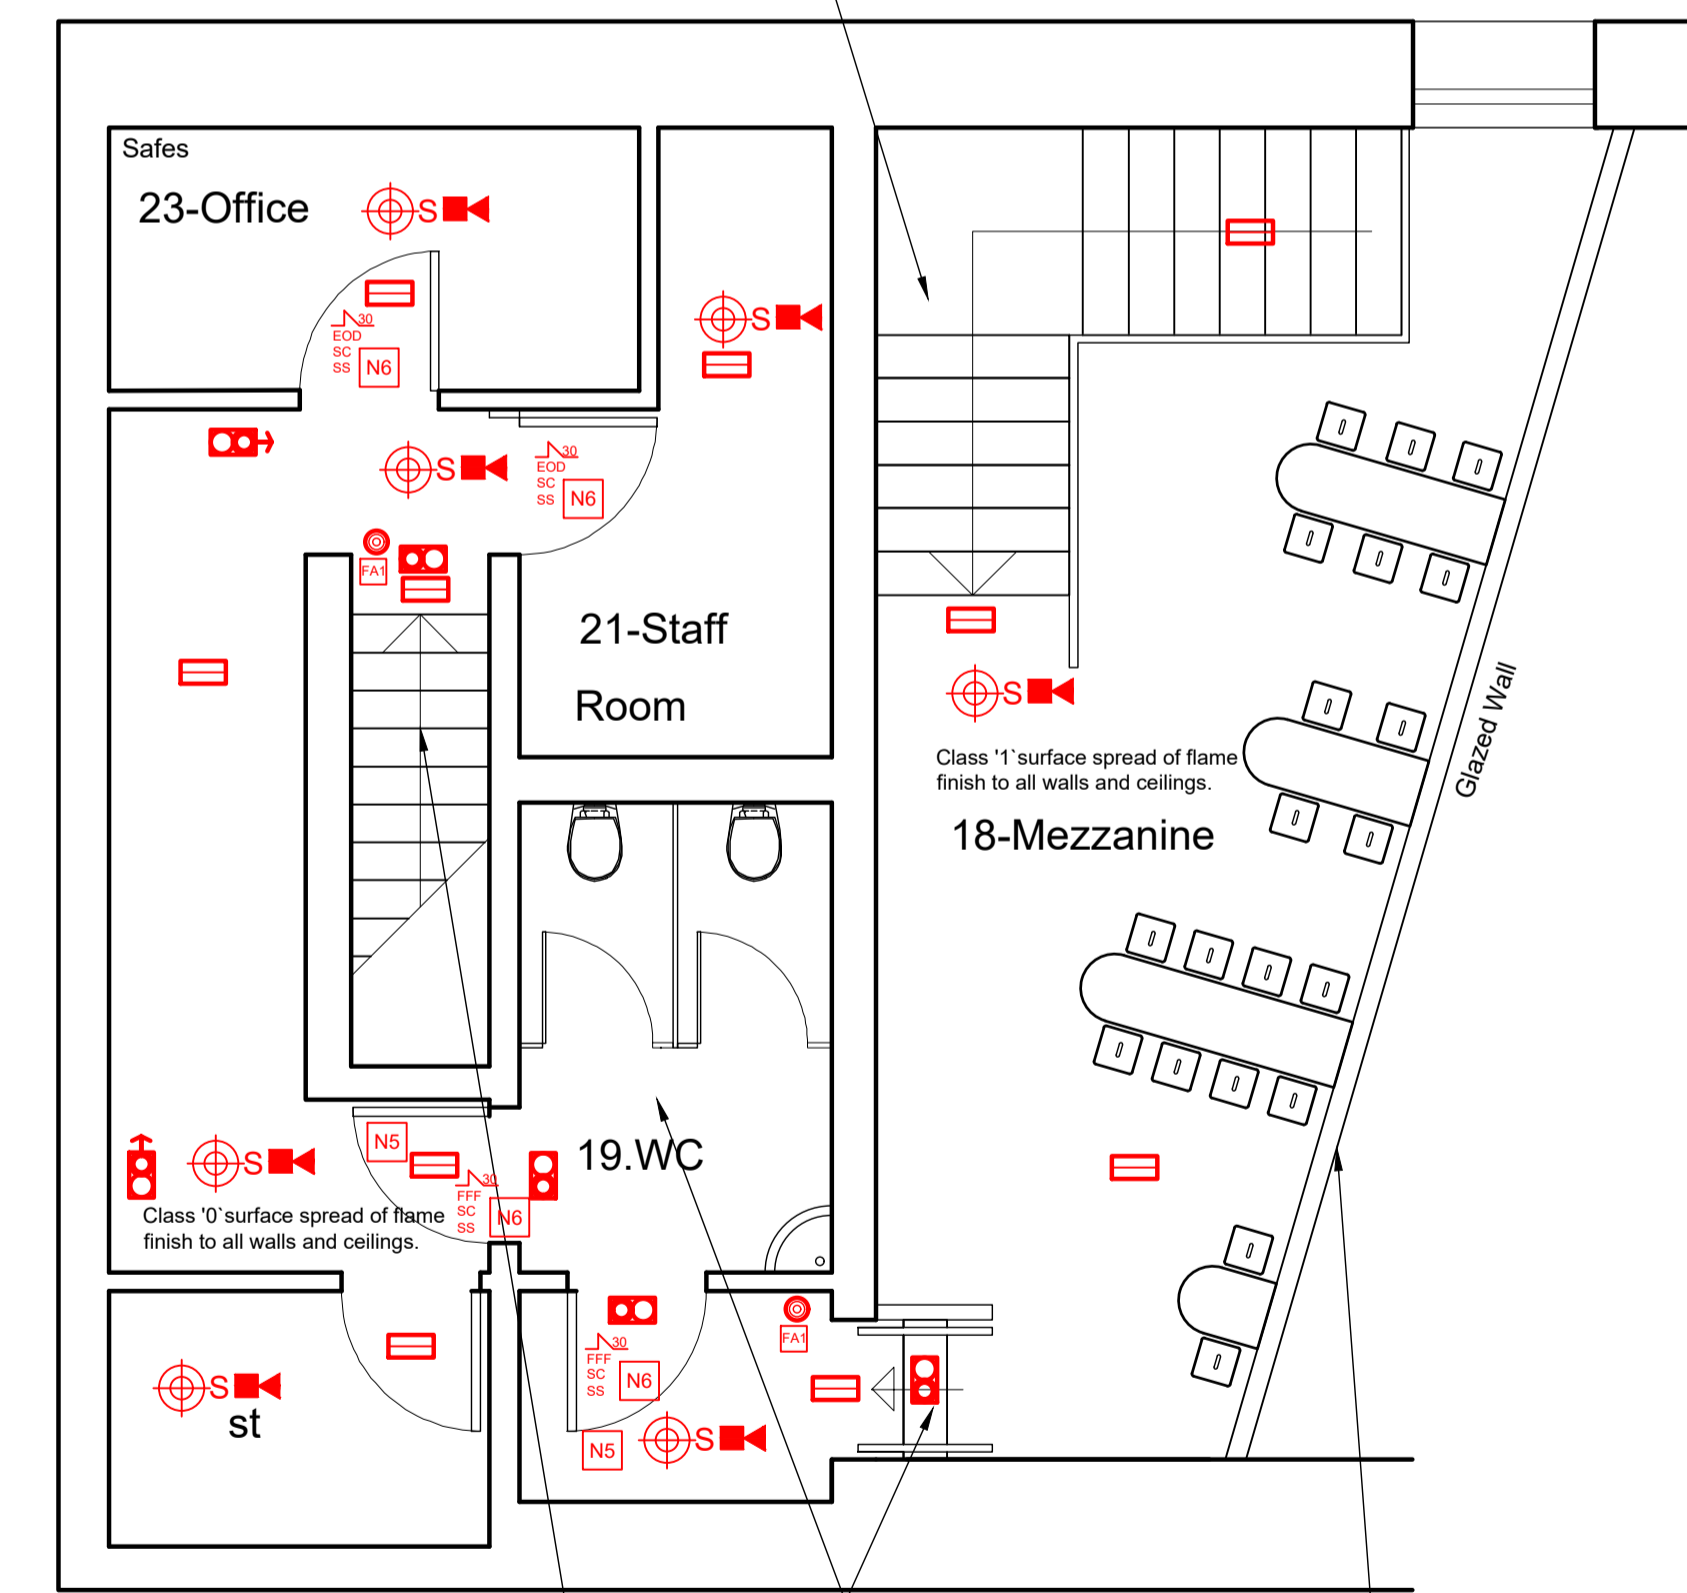 Safes
23-Office
S
30
EOD
SC
SS
N6
S
S
30
EOD
SC
SS
N6
FA1
21-Staff
Room
S
Class '1`surface spread of flame
finish to all walls and ceilings.
18-Mezzanine
Glazed Wall
N5
19.WC
S
30
FFF
SC
SS
N6
Class '0`surface spread of flame
finish to all walls and ceilings.
FA1
30
FFF
SC
SS
N6
S
st
N5
S